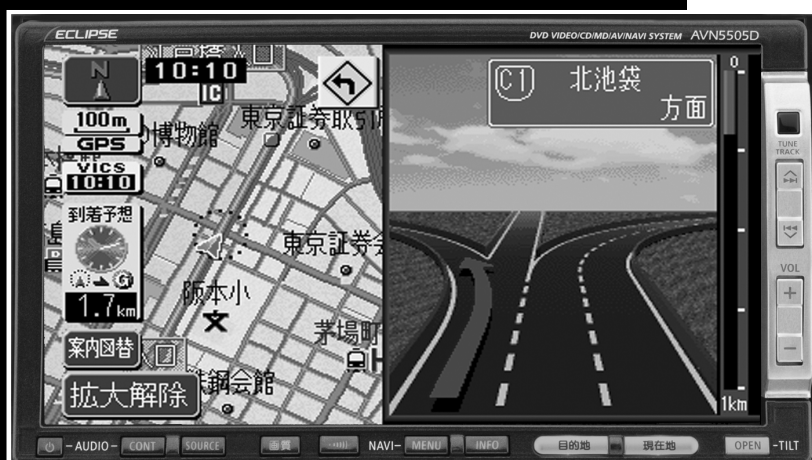 ECLIPSE
DVD VIDEO/CD/MD/AV/NAVI SYSTEM AVN5505D
N
10:10
IC
100m
GPS
VICS
10:10
到着予想
1.7km
案内図替
拡大解除
博物館
東京証券取引所
東京証券会
阪本小
茅場町
鉄鋼会館
C1 北池袋
方面
0
1km
TUNE
TRACK
VOL
+
−
-AUDIO- CONT SOURCE 画質 NAVI- MENU INFO 目的地 現在地 OPEN -TILT